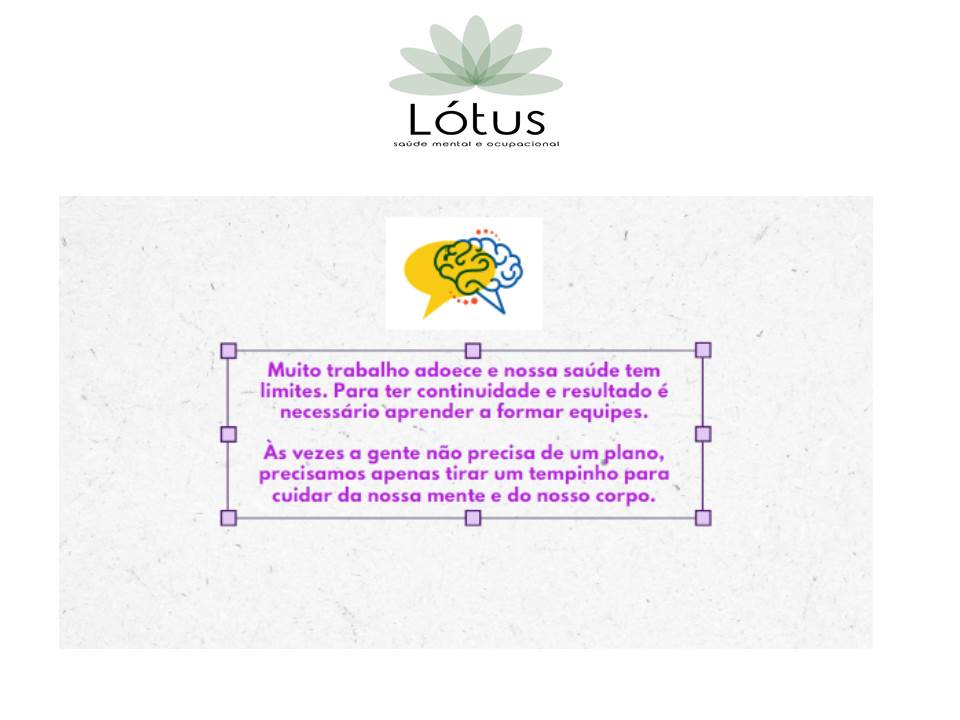 Lótus
saúde mental e ocupacional
Muito trabalho adoece e nossa saúde tem
limites. Para ter continuidade e resultado é
necessário aprender a formar equipes.
Às vezes a gente não precisa de um plano,
precisamos apenas tirar um tempinho para
cuidar da nossa mente e do nosso corpo.